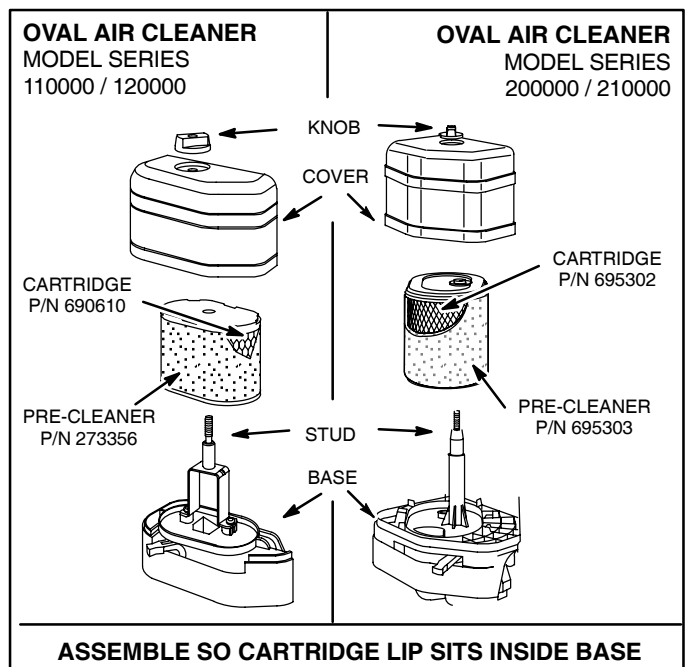 OVAL AIR CLEANER
MODEL SERIES
110000 / 120000
OVAL AIR CLEANER
MODEL SERIES
200000 / 210000
KNOB
COVER
CARTRIDGE
P/N 690610
CARTRIDGE
P/N 695302
PRE-CLEANER
P/N 273356
PRE-CLEANER
P/N 695303
STUD
BASE
ASSEMBLE SO CARTRIDGE LIP SITS INSIDE BASE